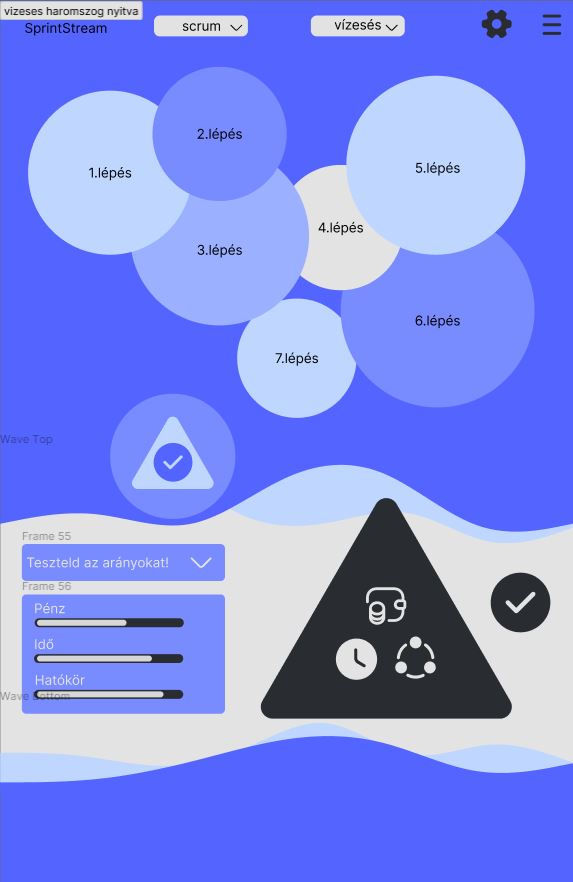 vizeses haromszog nyitva
SprintStream
scrum
vízesés
1.lépés
2.lépés
3.lépés
4.lépés
5.lépés
6.lépés
7.lépés
Wave Top
Frame 55
Teszteld az arányokat!
Frame 56
Pénz
Idő
Hatókör
Wave Bottom